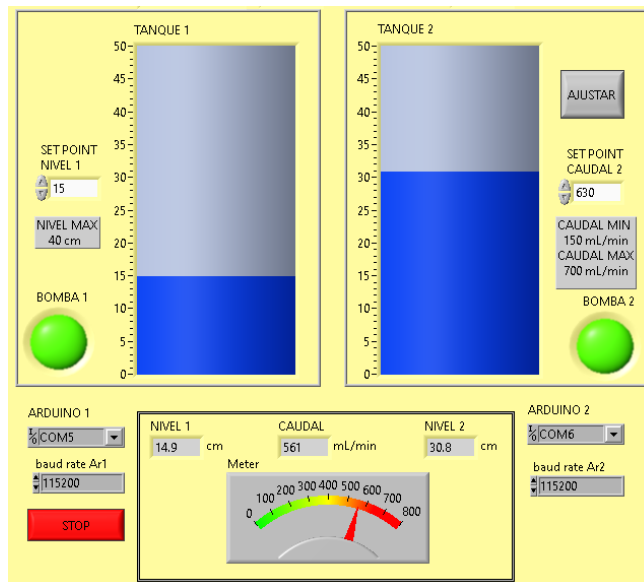 TANQUE 1
50-
45-
40-
35-
30-
25-
20-
15-
10-
5-
0-
SET POINT
NIVEL 1
15
NIVEL MAX
40 cm
BOMBA 1
TANQUE 2
50-
45-
40-
35-
30-
25-
20-
15-
10-
5-
0-
AJUSTAR
SET POINT
CAUDAL 2
630
CAUDAL MIN
150 mL/min
CAUDAL MAX
700 mL/min
BOMBA 2
ARDUINO 1
I/O COM5
baud rate Ar1
115200
STOP
NIVEL 1
14.9 cm
CAUDAL
561 mL/min
NIVEL 2
30.8 cm
Meter
0 100 200 300 400 500 600 700 800
ARDUINO 2
I/O COM6
baud rate Ar2
115200